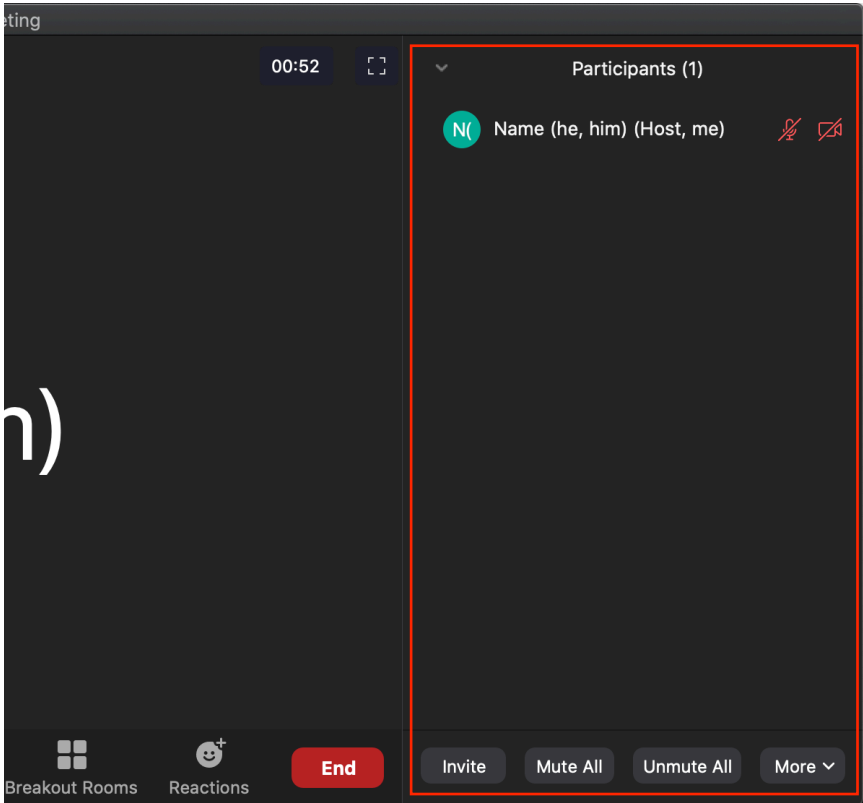 eting
00:52
Participants (1)
N( Name (he, him) (Host, me)
n)
Breakout Rooms Reactions End
Invite Mute All Unmute All More